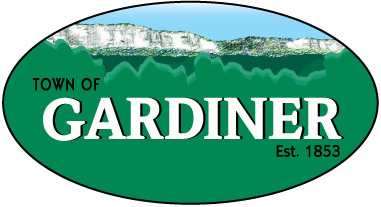 TOWN OF
GARDINER
Est. 1853